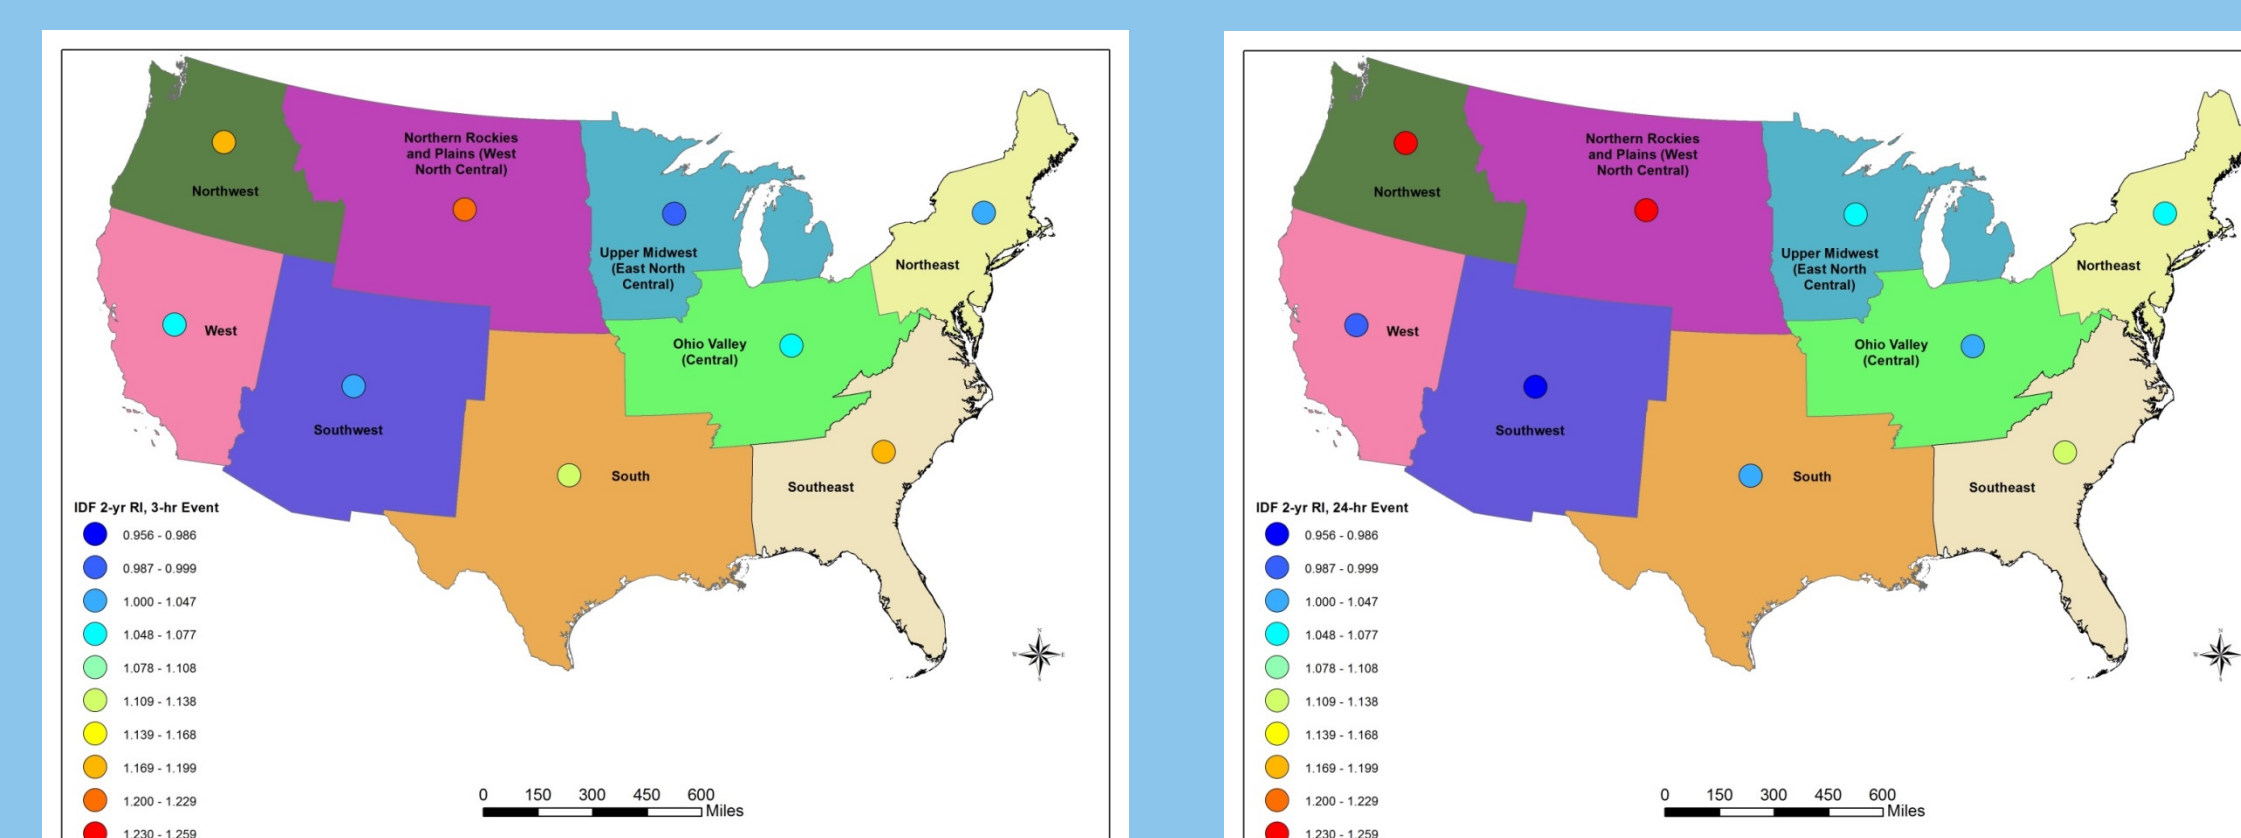 Northern Rockies
and Plains (West
North Central)
Northwest
Upper Midwest
(East North
Central)
Northeast
West
Ohio Valley
(Central)
Southwest
South
Southeast
IDF 2-yr RI, 3-hr Event
0.956 - 0.986
0.987 - 0.999
1.000 - 1.047
1.048 - 1.077
1.078 - 1.108
1.109 - 1.138
1.139 - 1.168
1.169 - 1.199
1.200 - 1.229
1.230 - 1.259
N
W E
S
0 150 300 450 600
Miles
Northern Rockies
and Plains (West
North Central)
Northwest
Upper Midwest
(East North
Central)
Northeast
West
Ohio Valley
(Central)
Southwest
South
Southeast
IDF 2-yr RI, 24-hr Event
0.956 - 0.986
0.987 - 0.999
1.000 - 1.047
1.048 - 1.077
1.078 - 1.108
1.109 - 1.138
1.139 - 1.168
1.169 - 1.199
1.200 - 1.229
1.230 - 1.259
N
W
S
0 150 300 450 600
Miles